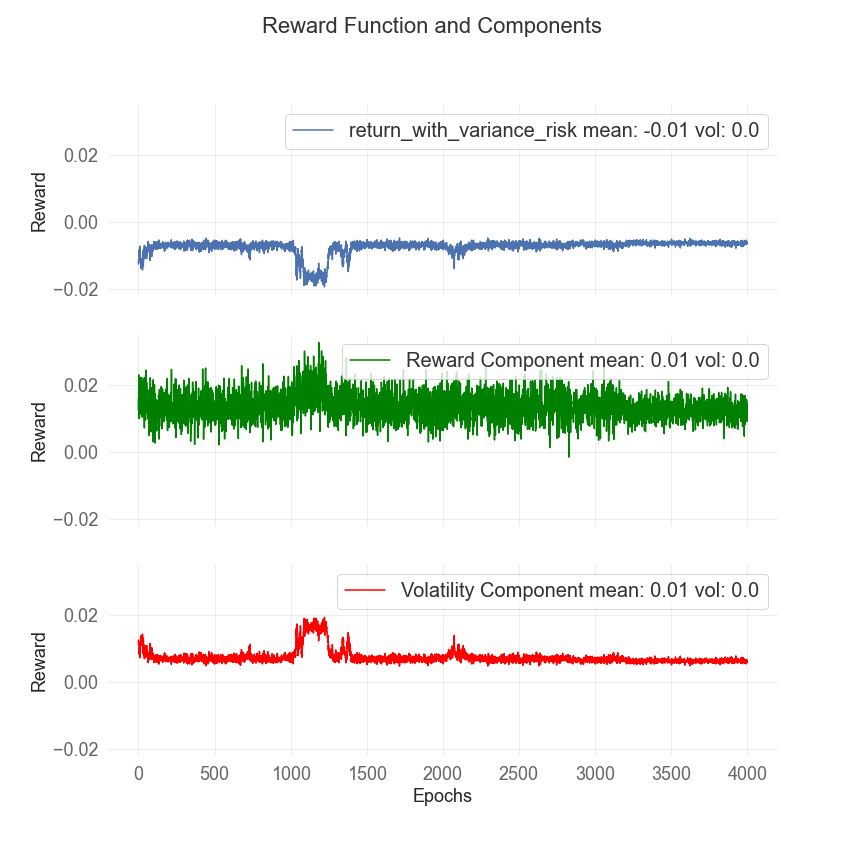 Reward Function and Components
return_with_variance_risk mean: -0.01 vol: 0.0
0.02
0.00
−0.02
Reward
Reward Component mean: 0.01 vol: 0.0
0.02
0.00
−0.02
Reward
Volatility Component mean: 0.01 vol: 0.0
0.02
0.00
−0.02
Reward
0 500 1000 1500 2000 2500 3000 3500 4000
Epochs